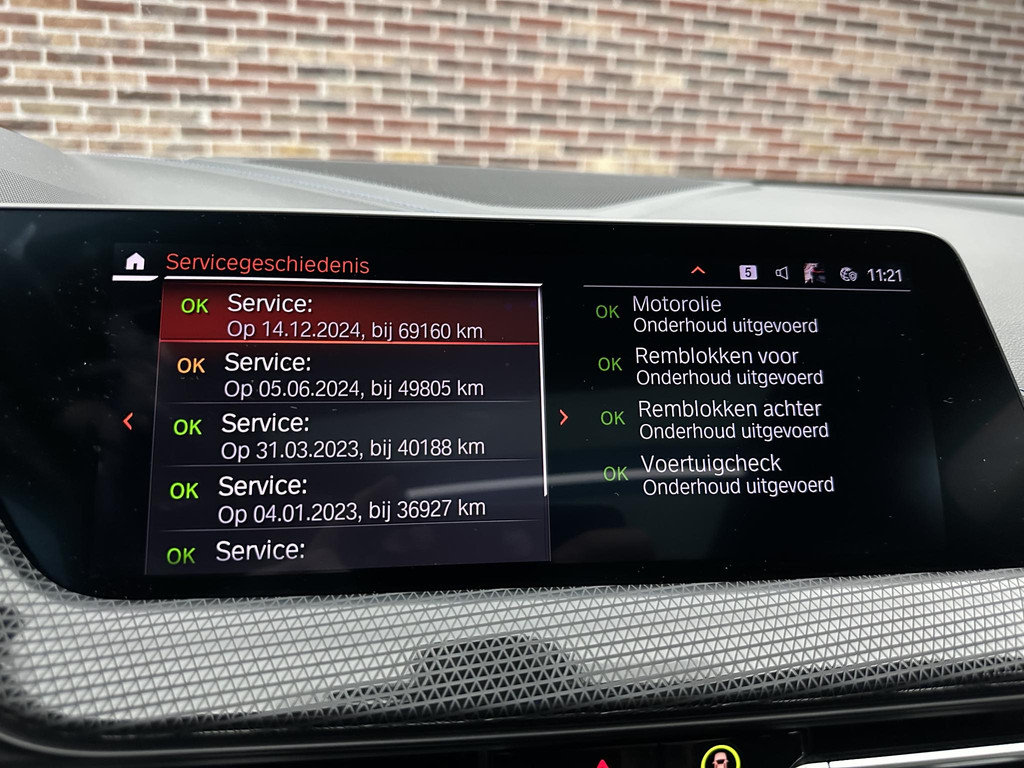 Servicegeschiedenis
5
11:21
OK Service:
Op 14.12.2024, bij 69160 km
OK Service:
Op 05.06.2024, bij 49805 km
OK Service:
Op 31.03.2023, bij 40188 km
OK Service:
Op 04.01.2023, bij 36927 km
OK Service:
OK Motorolie
Onderhoud uitgevoerd
OK Remblokken voor
Onderhoud uitgevoerd
OK Remblokken achter
Onderhoud uitgevoerd
OK Voertuigcheck
Onderhoud uitgevoerd